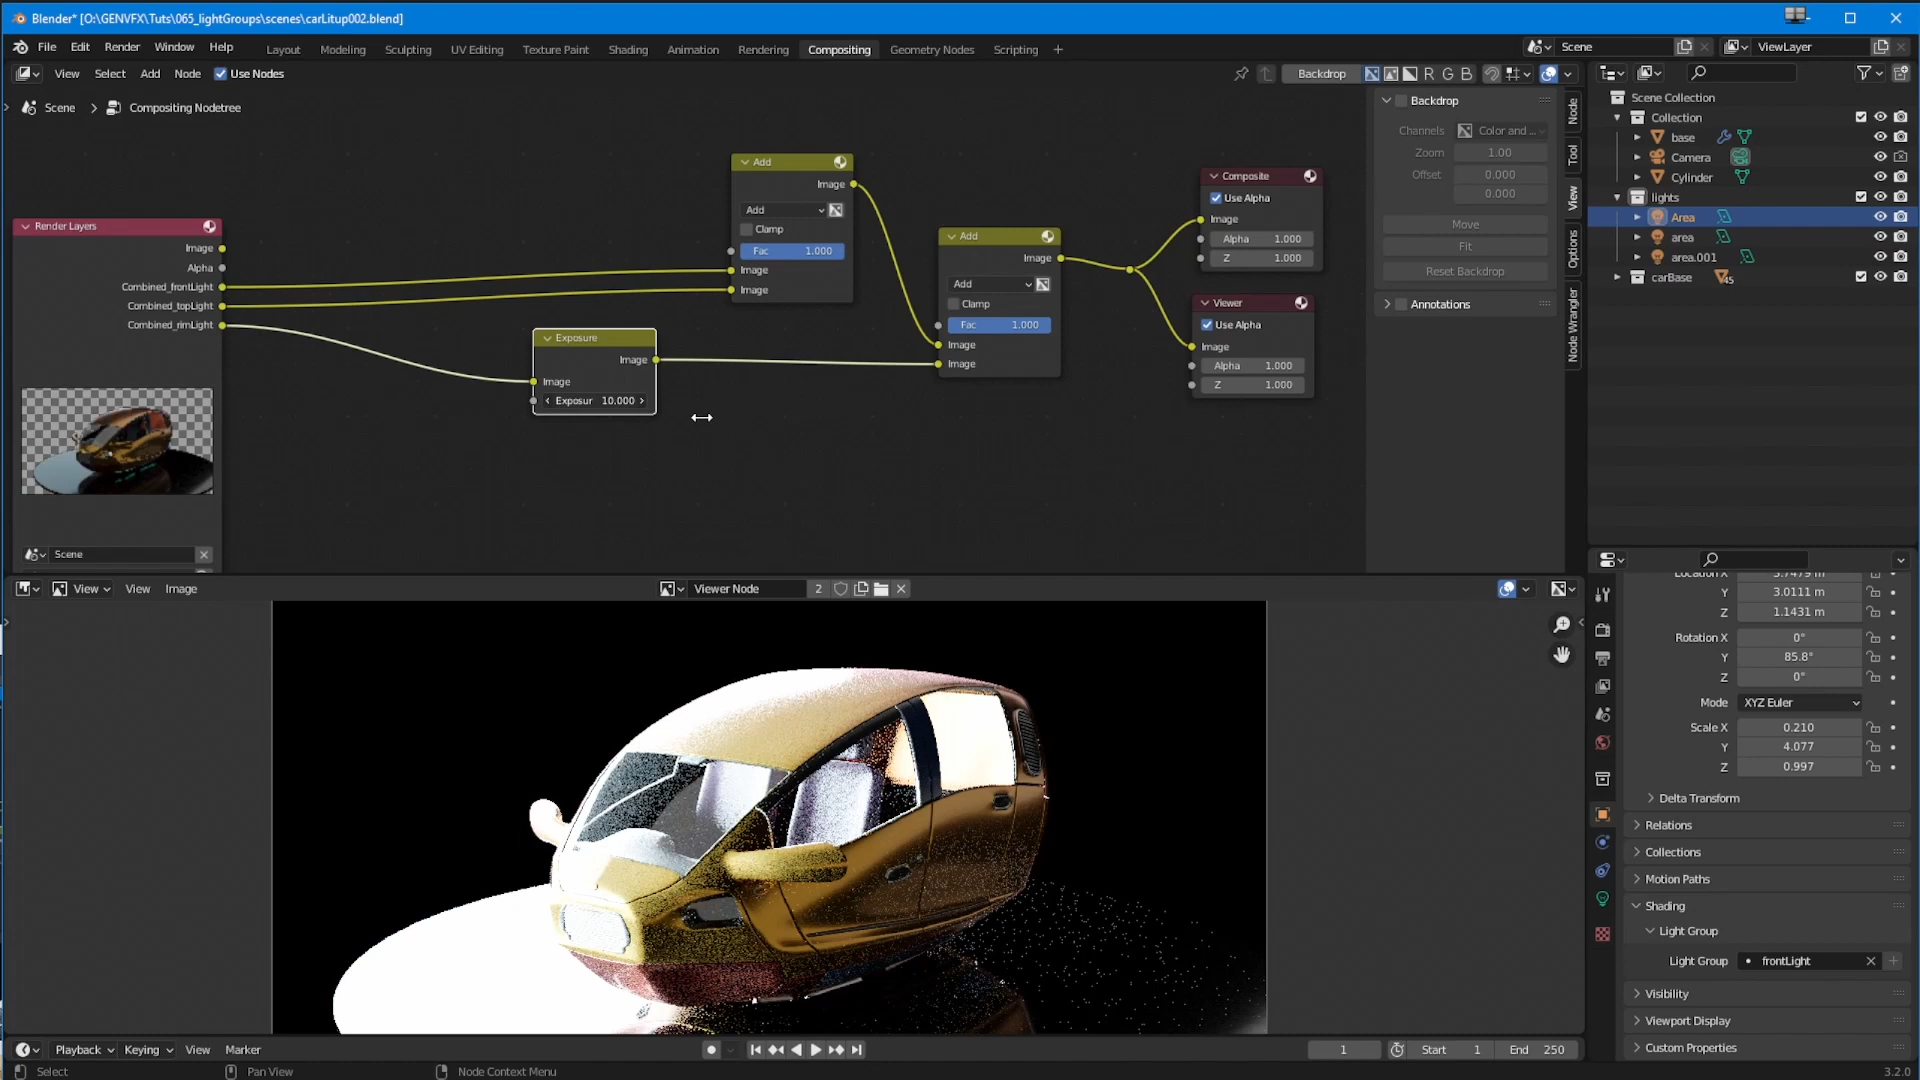 Blender* [O:\GENVFX\Tuts\065_lightGroups\scenes\carLitup002.blend]
File Edit Render Window Help Layout Modeling Sculpting UV Editing Texture Paint Shading Animation Rendering Compositing Geometry Nodes Scripting + Scene ViewLayer
View Select Add Node Use Nodes Backdrop R G B
Scene > Compositing Nodetree
Render Layers
Image
Alpha
Combined_frontLight
Combined_topLight
Combined_rimLight
Scene
Exposure
Image
Image
Exposur 10.000
Add
Image
Add
Clamp
Fac 1.000
Image
Image
Add
Image
Add
Clamp
Fac 1.000
Image
Image
Composite
Use Alpha
Image
Alpha 1.000
Z 1.000
Viewer
Use Alpha
Image
Alpha 1.000
Z 1.000
Backdrop
Channels Color and ...
Zoom 1.00
Offset 0.000
0.000
Move
Fit
Reset Backdrop
Annotations
Node
Tool
View
Options
Node Wrangler
Scene Collection
Collection
base
Camera
Cylinder
lights
Area
area
area.001
carBase 45
View View Image Viewer Node 2
Y 3.0111 m
Z 1.1431 m
Rotation X 0°
Y 85.8°
Z 0°
Mode XYZ Euler
Scale X 0.210
Y 4.077
Z 0.997
Delta Transform
Relations
Collections
Motion Paths
Shading
Light Group
Light Group frontLight
Visibility
Viewport Display
Custom Properties
Playback Keying View Marker 1 Start 1 End 250
Select Pan View Node Context Menu 3.2.0